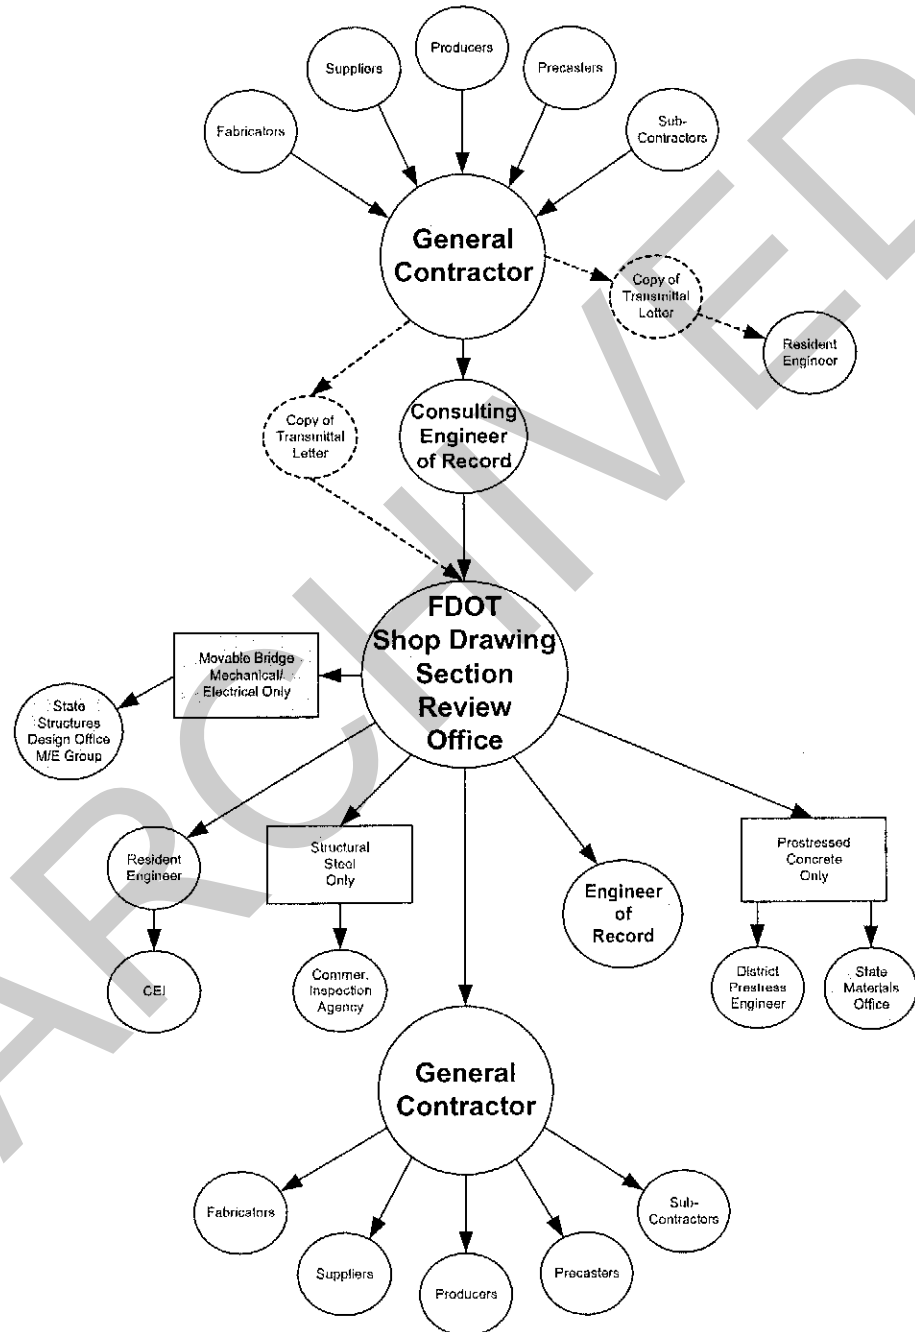 Producers
Suppliers
Precasters
Fabricators
Sub-
Contractors
General
Contractor
Copy of
Transmittal
Letter
Resident
Engineer
Copy of
Transmittal
Letter
Consulting
Engineer
of Record
FDOT
Shop Drawing
Section
Review
Office
Movable Bridge
Mechanical/
Electrical Only
State
Structures
Design Office
M/E Group
Resident
Engineer
Structural
Steel
Only
Engineer
of
Record
Prestressed
Concrete
Only
CEI
Commer.
Inspection
Agency
District
Prestress
Engineer
State
Materials
Office
General
Contractor
Fabricators
Sub-
Contractors
Suppliers
Precasters
Producers
ARCHIVED